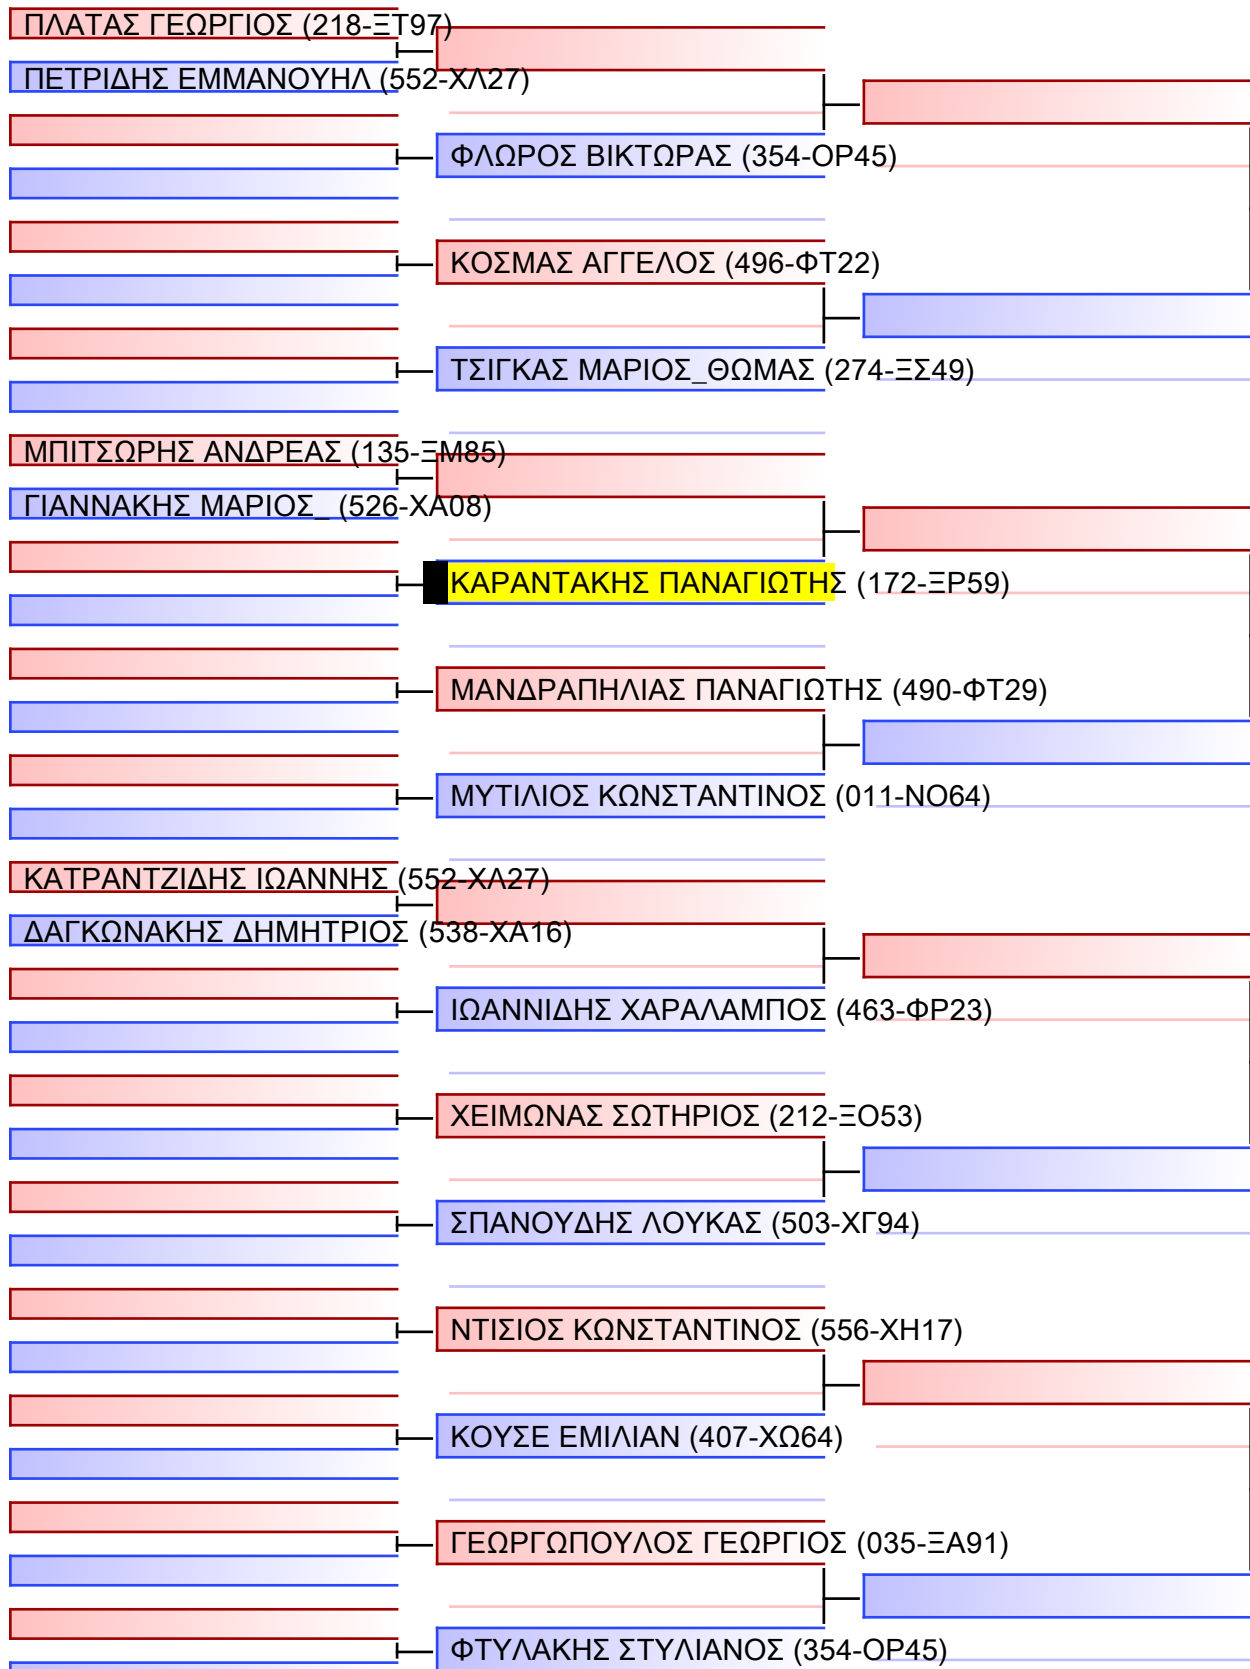 ΠΛΑΤΑΣ ΓΕΩΡΓΙΟΣ (218-ΞΤ97)
ΠΕΤΡΙΔΗΣ ΕΜΜΑΝΟΥΗΛ (552-ΧΛ27)
ΦΛΩΡΟΣ ΒΙΚΤΩΡΑΣ (354-ΟΡ45)
ΚΟΣΜΑΣ ΑΓΓΕΛΟΣ (496-ΦΤ22)
ΤΣΙΓΚΑΣ ΜΑΡΙΟΣ_ΘΩΜΑΣ (274-ΞΣ49)
ΜΠΙΤΣΩΡΗΣ ΑΝΔΡΕΑΣ (135-ΞΜ85)
ΓΙΑΝΝΑΚΗΣ ΜΑΡΙΟΣ_ (526-ΧΑ08)
ΚΑΡΑΝΤΑΚΗΣ ΠΑΝΑΓΙΩΤΗΣ (172-ΞΡ59)
ΜΑΝΔΡΑΠΗΛΙΑΣ ΠΑΝΑΓΙΩΤΗΣ (490-ΦΤ29)
ΜΥΤΙΛΙΟΣ ΚΩΝΣΤΑΝΤΙΝΟΣ (011-ΝΟ64)
ΚΑΤΡΑΝΤΖΙΔΗΣ ΙΩΑΝΝΗΣ (552-ΧΛ27)
ΔΑΓΚΩΝΑΚΗΣ ΔΗΜΗΤΡΙΟΣ (538-ΧΑ16)
ΙΩΑΝΝΙΔΗΣ ΧΑΡΑΛΑΜΠΟΣ (463-ΦΡ23)
ΧΕΙΜΩΝΑΣ ΣΩΤΗΡΙΟΣ (212-ΞΟ53)
ΣΠΑΝΟΥΔΗΣ ΛΟΥΚΑΣ (503-ΧΓ94)
ΝΤΙΣΙΟΣ ΚΩΝΣΤΑΝΤΙΝΟΣ (556-ΧΗ17)
ΚΟΥΣΕ ΕΜΙΛΙΑΝ (407-ΧΩ64)
ΓΕΩΡΓΩΠΟΥΛΟΣ ΓΕΩΡΓΙΟΣ (035-ΞΑ91)
ΦΤΥΛΑΚΗΣ ΣΤΥΛΙΑΝΟΣ (354-ΟΡ45)